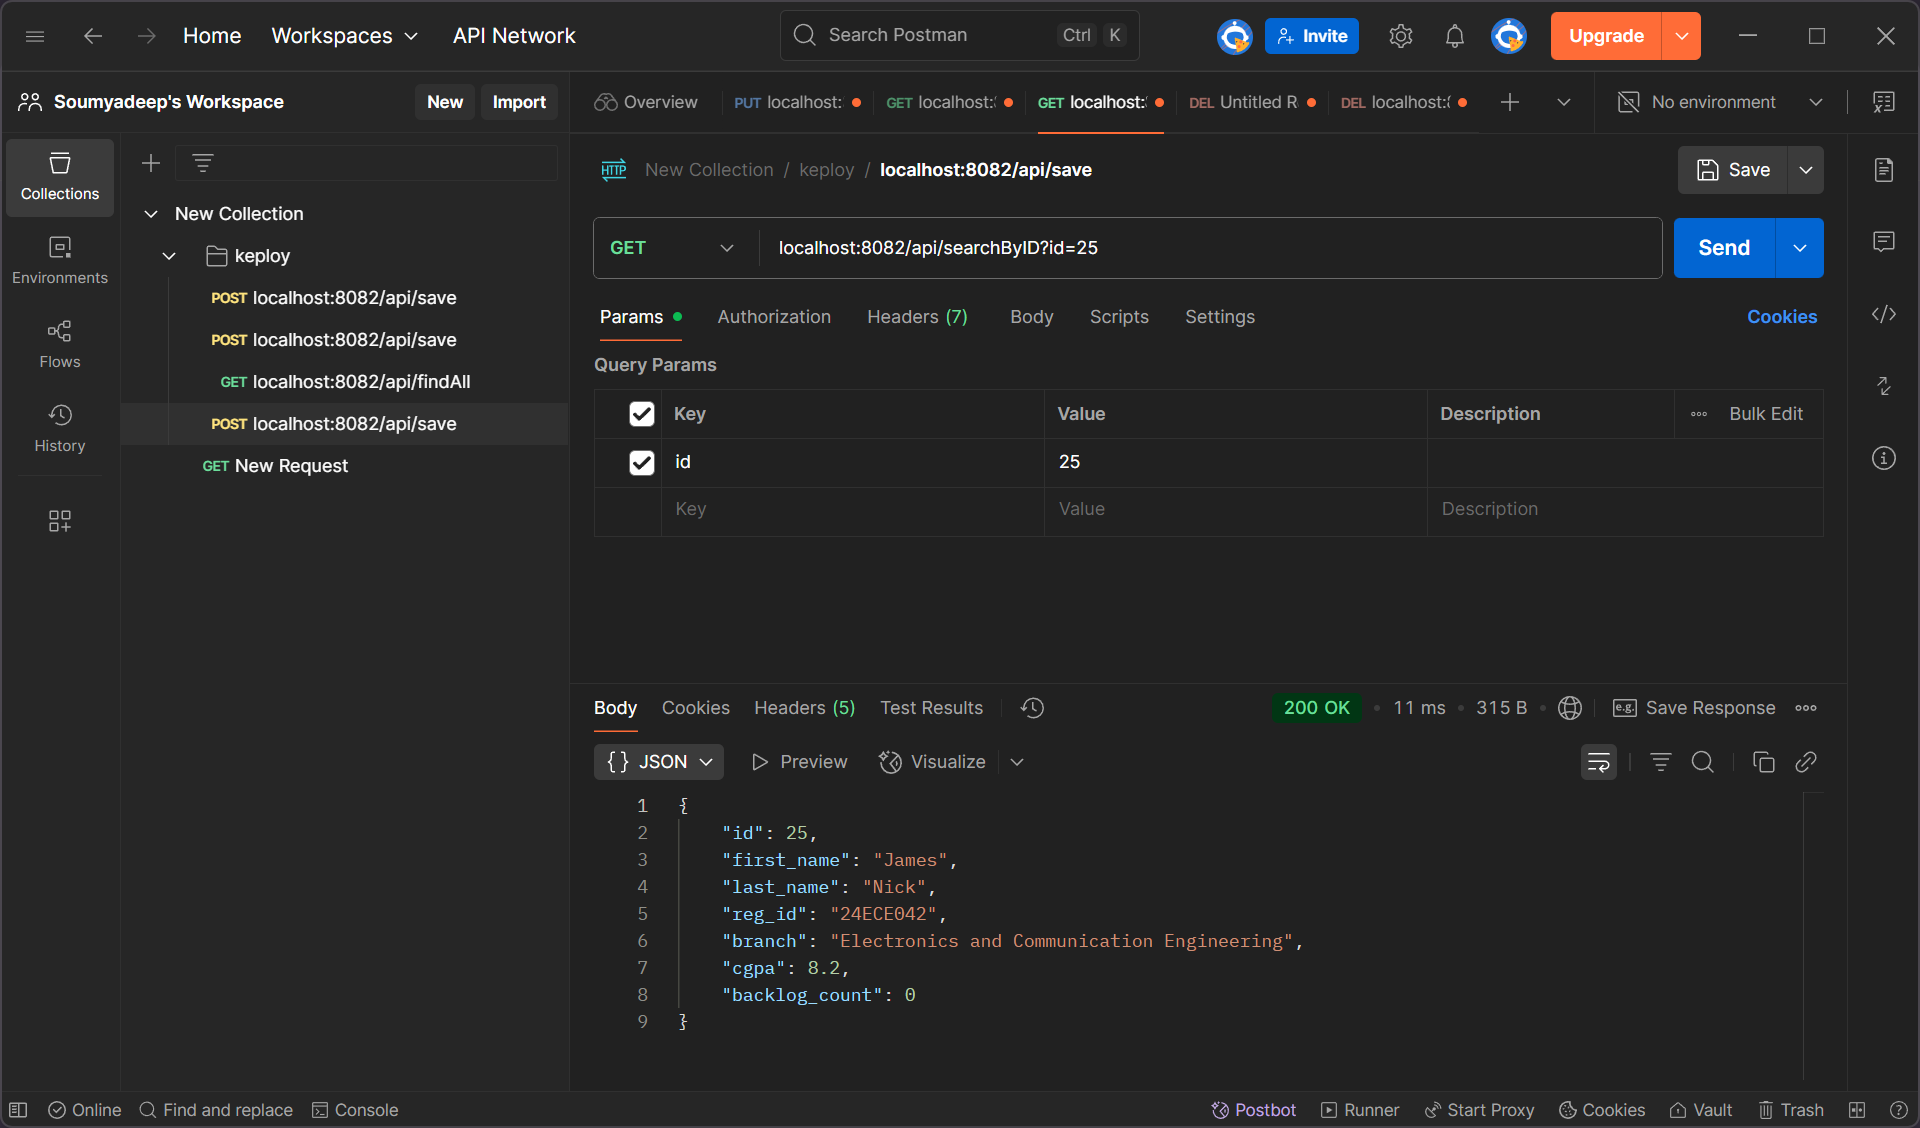 Home Workspaces API Network Search Postman Ctrl K Invite Upgrade
Soumyadeep's Workspace New Import Overview PUT localhost: GET localhost: GET localhost: DEL Untitled R DEL localhost: No environment
Collections
Environments
Flows
History
New Collection
keploy
POST localhost:8082/api/save
POST localhost:8082/api/save
GET localhost:8082/api/findAll
POST localhost:8082/api/save
GET New Request
HTTP New Collection / keploy / localhost:8082/api/save Save
GET localhost:8082/api/searchByID?id=25 Send
Params Authorization Headers (7) Body Scripts Settings Cookies
Query Params
Key Value Description Bulk Edit
id 25
Key Value Description
Body Cookies Headers (5) Test Results 200 OK 11 ms 315 B e.g. Save Response
{ } JSON Preview Visualize
1 {
2 "id": 25,
3 "first_name": "James",
4 "last_name": "Nick",
5 "reg_id": "24ECE042",
6 "branch": "Electronics and Communication Engineering",
7 "cgpa": 8.2,
8 "backlog_count": 0
9 }
Online Find and replace Console Postbot Runner Start Proxy Cookies Vault Trash